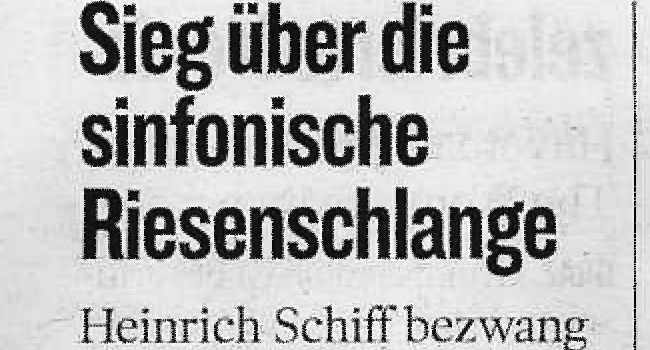 Sieg über die
sinfonische
Riesenschlange
Heinrich Schiff bezwang